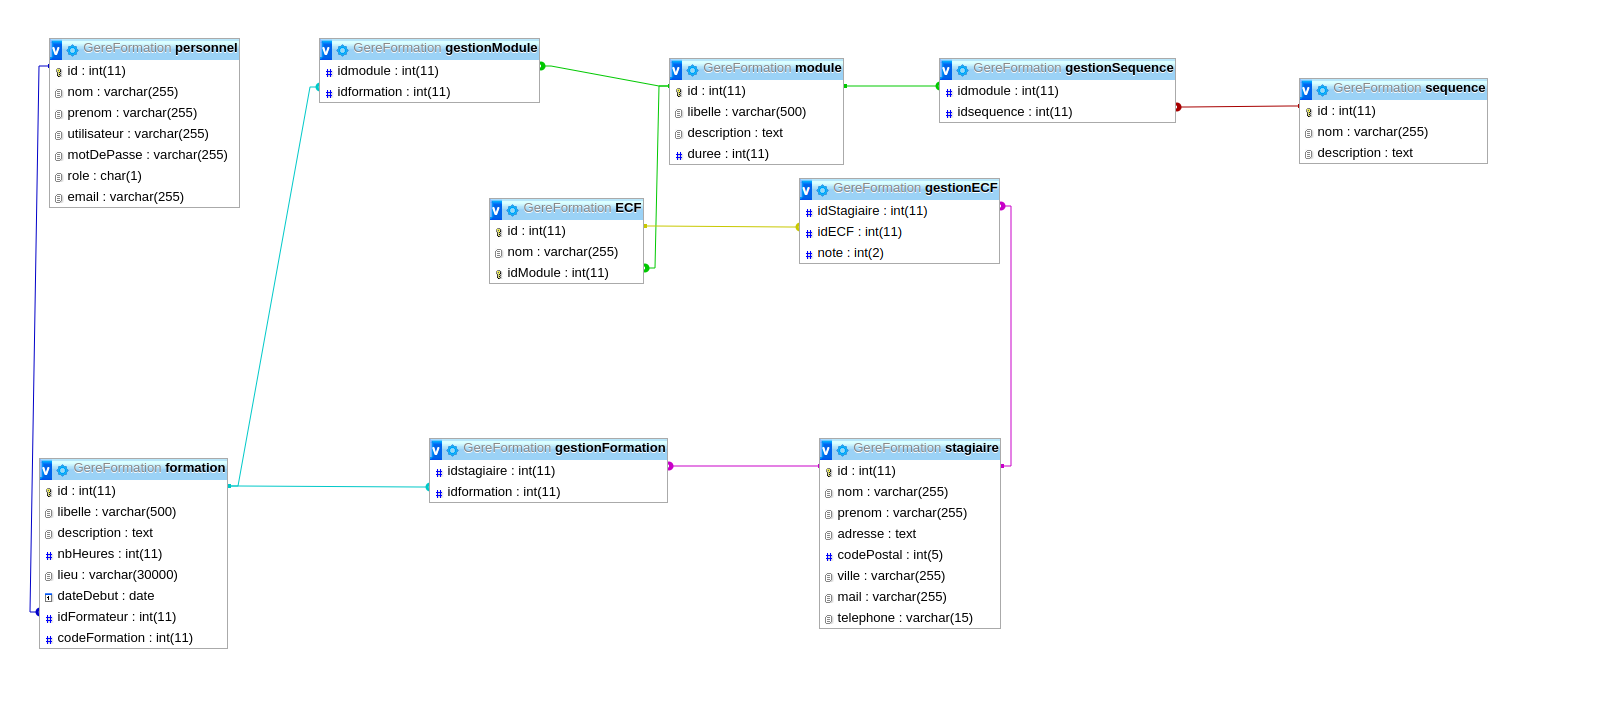 GereFormation personnel
id : int(11)
nom : varchar(255)
prenom : varchar(255)
utilisateur : varchar(255)
motDePasse : varchar(255)
role : char(1)
email : varchar(255)
GereFormation gestionModule
idmodule : int(11)
idformation : int(11)
GereFormation module
id : int(11)
libelle : varchar(500)
description : text
duree : int(11)
GereFormation gestionSequence
idmodule : int(11)
idsequence : int(11)
GereFormation sequence
id : int(11)
nom : varchar(255)
description : text
GereFormation ECF
id : int(11)
nom : varchar(255)
idModule : int(11)
GereFormation gestionECF
idStagiaire : int(11)
idECF : int(11)
note : int(2)
GereFormation formation
id : int(11)
libelle : varchar(500)
description : text
nbHeures : int(11)
lieu : varchar(30000)
dateDebut : date
idFormateur : int(11)
codeFormation : int(11)
GereFormation gestionFormation
idstagiaire : int(11)
idformation : int(11)
GereFormation stagiaire
id : int(11)
nom : varchar(255)
prenom : varchar(255)
adresse : text
codePostal : int(5)
ville : varchar(255)
mail : varchar(255)
telephone : varchar(15)